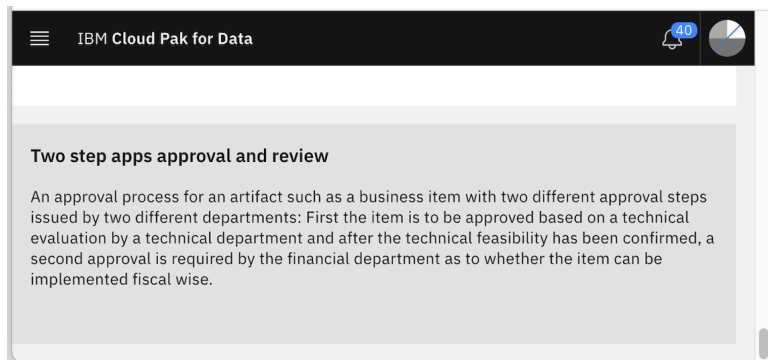 IBM Cloud Pak for Data
40
Two step apps approval and review
An approval process for an artifact such as a business item with two different approval steps
issued by two different departments: First the item is to be approved based on a technical
evaluation by a technical department and after the technical feasibility has been confirmed, a
second approval is required by the financial department as to whether the item can be
implemented fiscal wise.